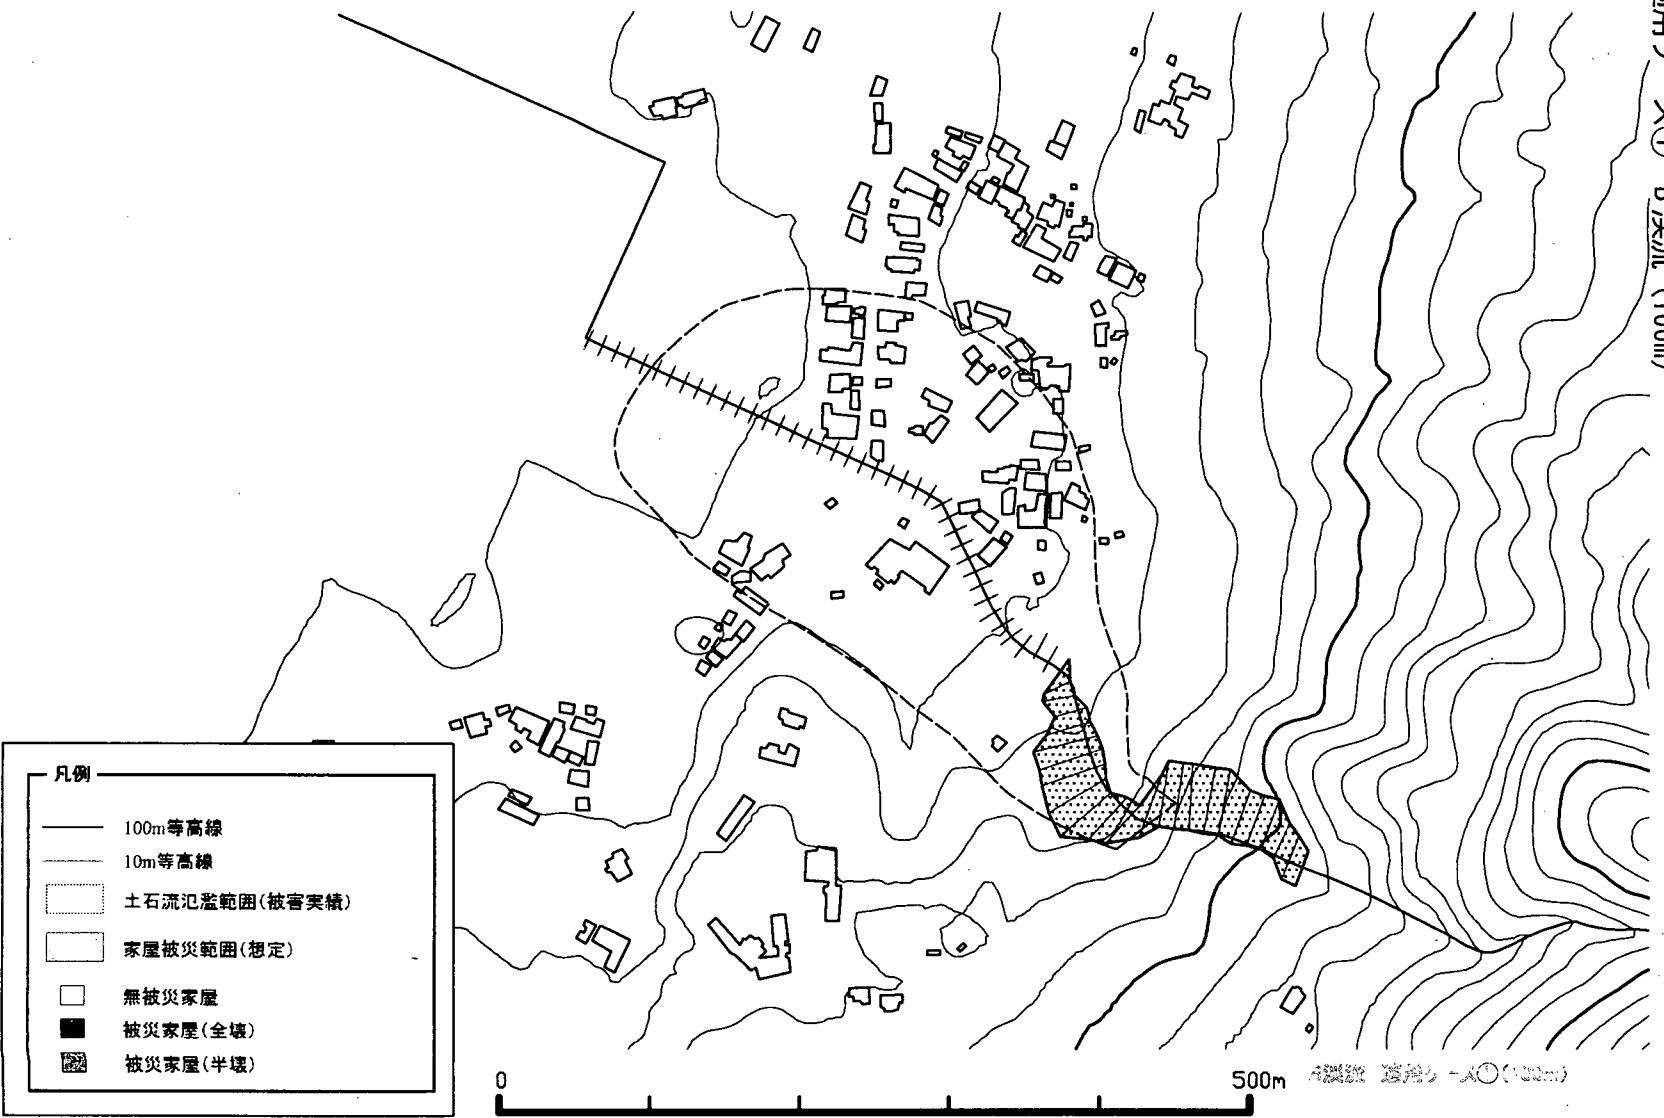 凡例
100m等高線
10m等高線
土石流氾濫範囲(被害実績)
家屋被災範囲(想定)
無被災家屋
被災家屋(全壊)
被災家屋(半壊)
0
500m